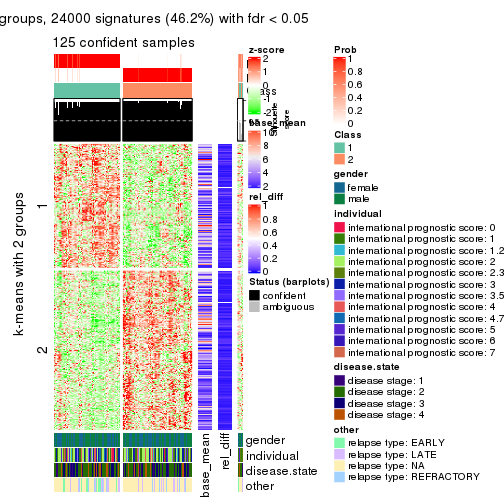 groups, 24000 signatures (46.2%) with fdr < 0.05
125 confident samples
k-means with 2 groups
1
2
base_mean
rel_diff
gender
individual
disease.state
other
z-score
2
1
0
-1
-2
Class
Silhouette
score
base_mean
10
8
6
4
2
rel_diff
1
0.8
0.6
0.4
0.2
0
Status (barplots)
confident
ambiguous
Prob
1
0.8
0.6
0.4
0.2
0
Class
1
2
gender
female
male
individual
international prognostic score: 0
international prognostic score: 1
international prognostic score: 1.2
international prognostic score: 2
international prognostic score: 2.3
international prognostic score: 3
international prognostic score: 3.5
international prognostic score: 4
international prognostic score: 4.7
international prognostic score: 5
international prognostic score: 6
international prognostic score: 7
disease.state
disease stage: 1
disease stage: 2
disease stage: 3
disease stage: 4
other
relapse type: EARLY
relapse type: LATE
relapse type: NA
relapse type: REFRACTORY